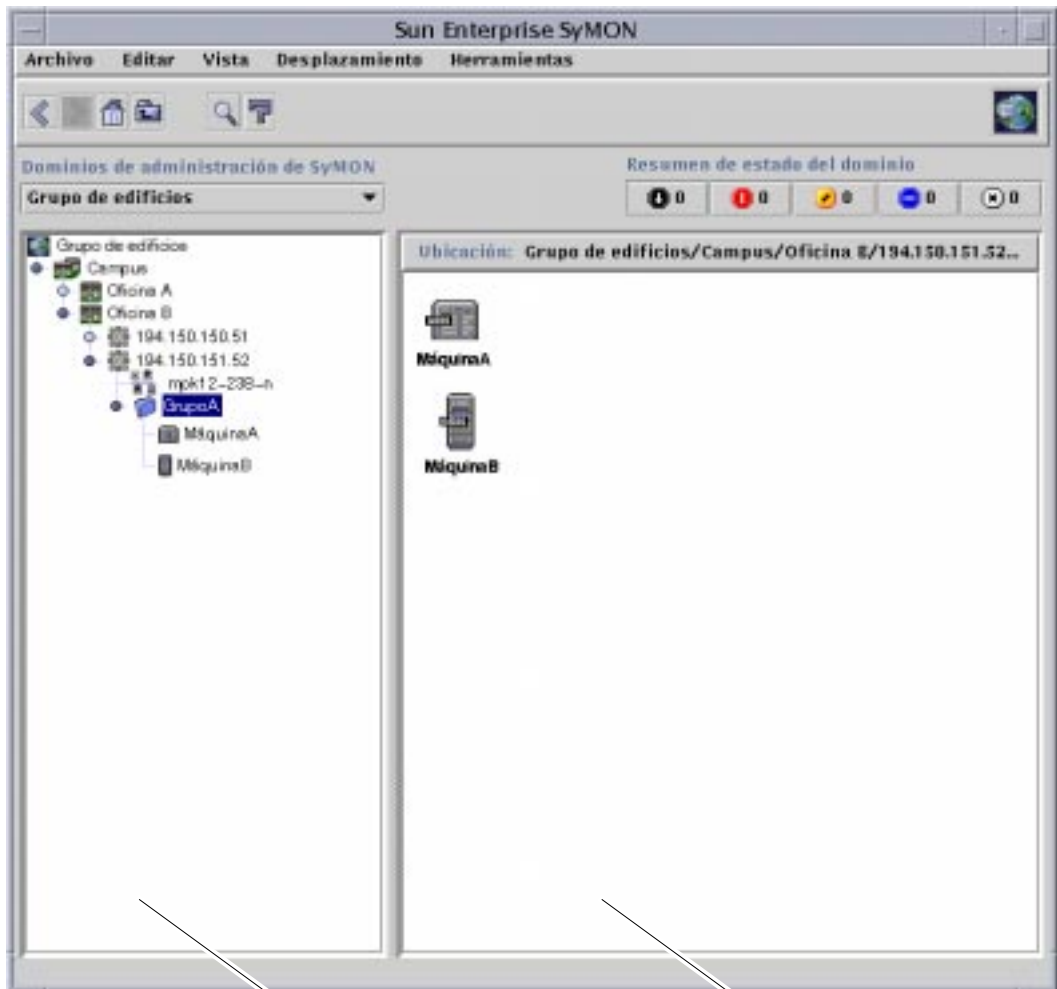 Sun Enterprise SyMON
Archivo Editar Vista Desplazamiento Herramientas
Dominios de administración de SyMON
Resumen de estado del dominio
Grupo de edificios
0 0 0 0 0
Grupo de edificios
Campus
Oficina A
Oficina B
194.150.150.51
194.150.151.52
mpk12-238-n
GrupoA
MáquinaA
MáquinaB
Ubicación: Grupo de edificios/Campus/Oficina B/194.150.151.52...
MáquinaA
MáquinaB